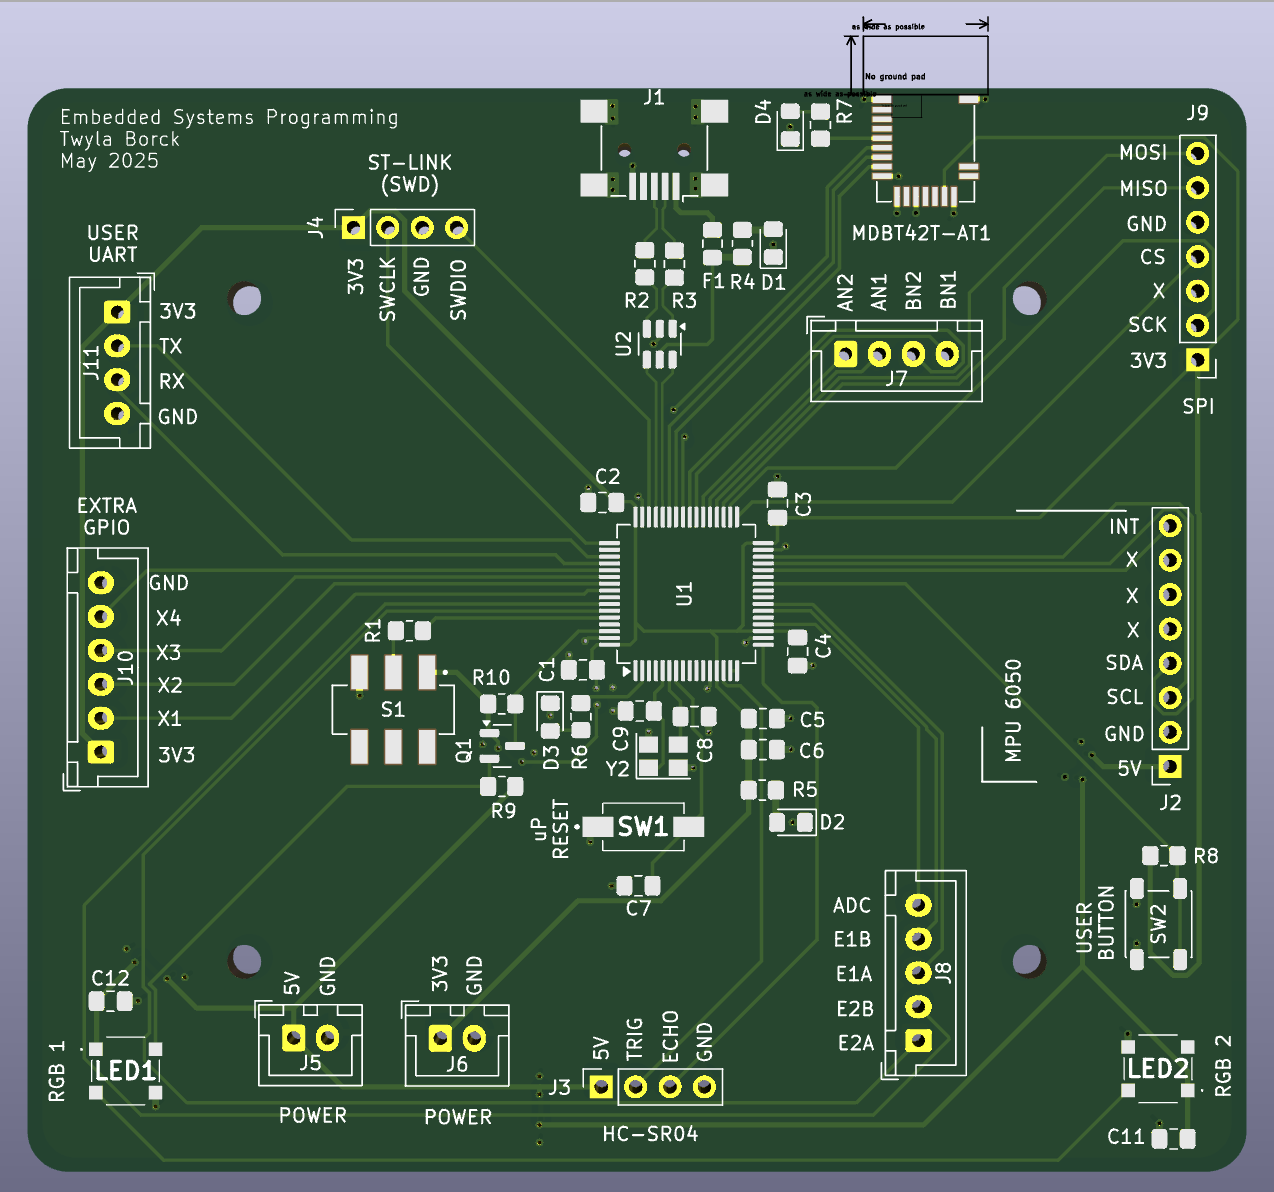 as wide as possible
No ground pad
as wide as possible
Embedded Systems Programming
Twyla Borck
May 2025
J1
D4
R7
J9
ST-LINK
(SWD)
MOSI
MISO
GND
CS
X
SCK
3V3
SPI
J4
3V3
SWCLK
GND
SWDIO
MDBT42T-AT1
USER
UART
3V3
TX
RX
GND
J11
R2
R3
F1
R4
D1
U2
AN2
AN1
BN2
BN1
J7
C2
C3
EXTRA
GPIO
GND
X4
X3
X2
X1
3V3
J10
U1
INT
X
X
X
SDA
SCL
GND
5V
J2
MPU 6050
R1
S1
C1
C4
R10
Q1
R9
D3
R6
C9
C8
Y2
C5
C6
R5
D2
uP
RESET
SW1
C7
R8
USER
BUTTON
SW2
ADC
E1B
E1A
E2B
E2A
J8
C12
RGB 1
LED1
5V
GND
J5
POWER
3V3
GND
J6
POWER
J3
5V
TRIG
ECHO
GND
HC-SR04
LED2
RGB 2
C11